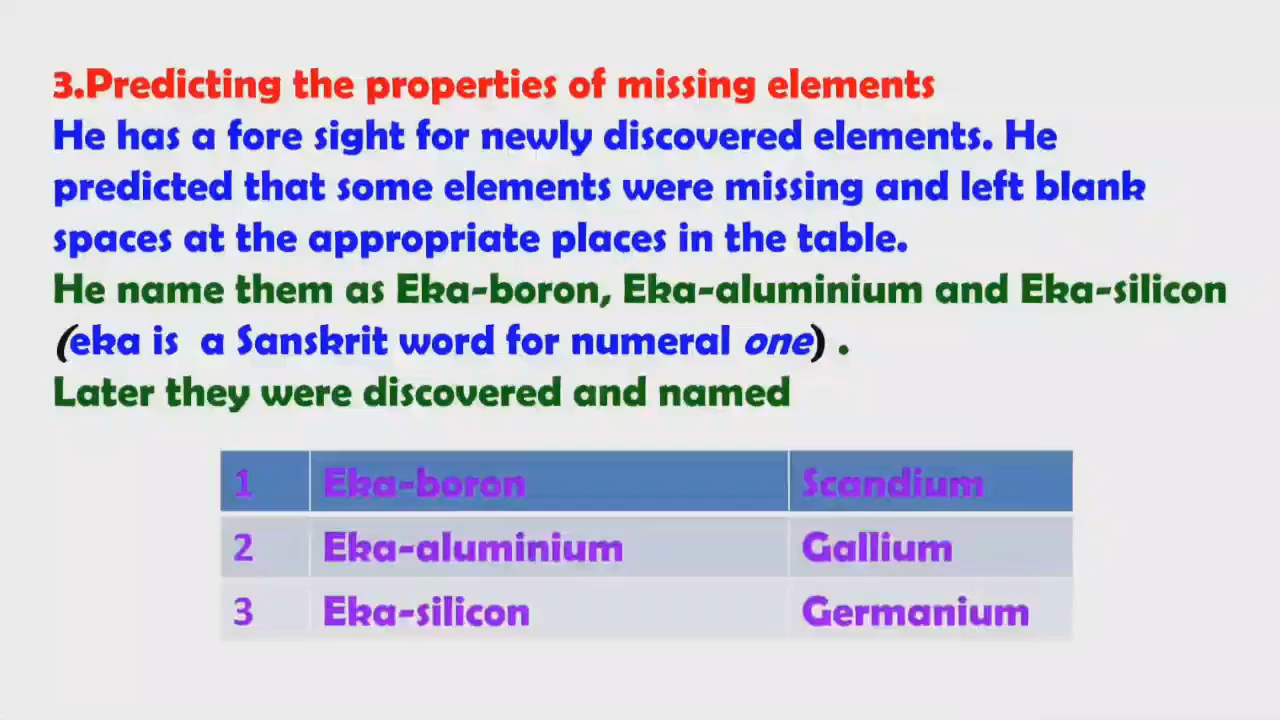 3.Predicting the properties of missing elements
He has a fore sight for newly discovered elements. He
predicted that some elements were missing and left blank
spaces at the appropriate places in the table.
He name them as Eka-boron, Eka-aluminium and Eka-silicon
(eka is  a Sanskrit word for numeral one) .
Later they were discovered and named
1 Eka-boron Scandium
2 Eka-aluminium Gallium
3 Eka-silicon Germanium